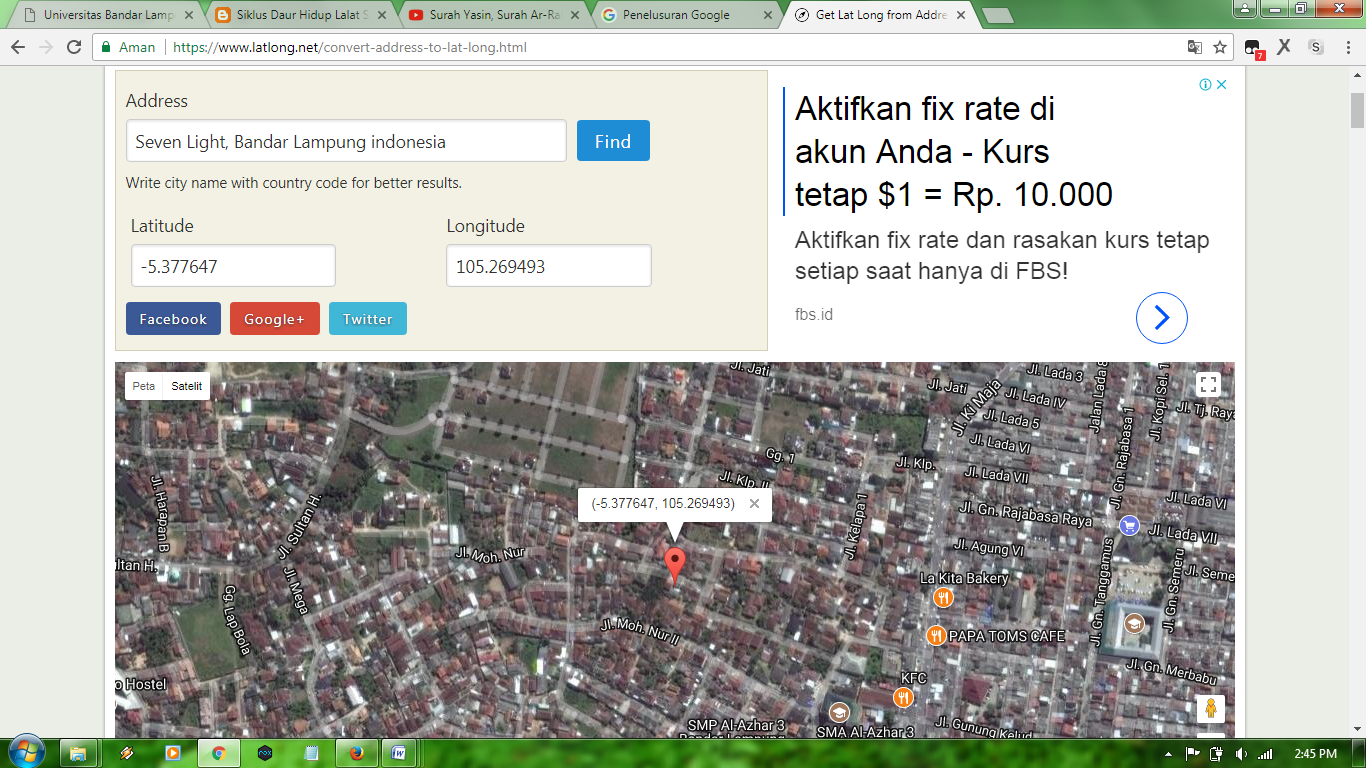 Universitas Bandar Lamp
Siklus Daur Hidup Lalat S
Surah Yasin, Surah Ar-Ra
Penelusuran Google
Get Lat Long from Addre
Aman
https://www.latlong.net/convert-address-to-lat-long.html
7
Address
Seven Light, Bandar Lampung indonesia
Find
Write city name with country code for better results.
Latitude
Longitude
-5.377647
105.269493
Facebook
Google+
Twitter
Aktifkan fix rate di
akun Anda - Kurs
tetap $1 = Rp. 10.000
Aktifkan fix rate dan rasakan kurs tetap
setiap saat hanya di FBS!
fbs.id
Peta
Satelit
Jl. Jati
Jl. Jati
Jl. Ki Maja
Jl. Lada 3
Jl. Lada IV
Jl. Lada 5
Jl. Lada VI
Jalan Lada 8
Jl. Kopi Sel. 1
Jl. Tj. Ray
Jl. Gn. Rajabasa 1
Gg. 1
Jl. Klp. II
Jl. Klp.
Jl. Lada VII
Jl. Lada VI
Jl. Harapan B
Jl. Sultan H.
(-5.377647, 105.269493)
Jl. Kelapa 1
Jl. Gn. Rajabasa Raya
Jl. Lada VII
Jl. Moh. Nur
Jl. Agung VI
ltan H.
Jl. Mega
La Kita Bakery
Jl. Gn. Tanggamus
Jl. Gn. Semeru
Jl. Seme
Gg. Lap Bola
Jl. Moh. Nur II
PAPA TOMS CAFE
Jl. Gn. Merbabu
o Hostel
KFC
SMP Al-Azhar 3
Bandar Lampung
SMA Al-Azhar 3
Jl. Gunung Kelud
2:45 PM